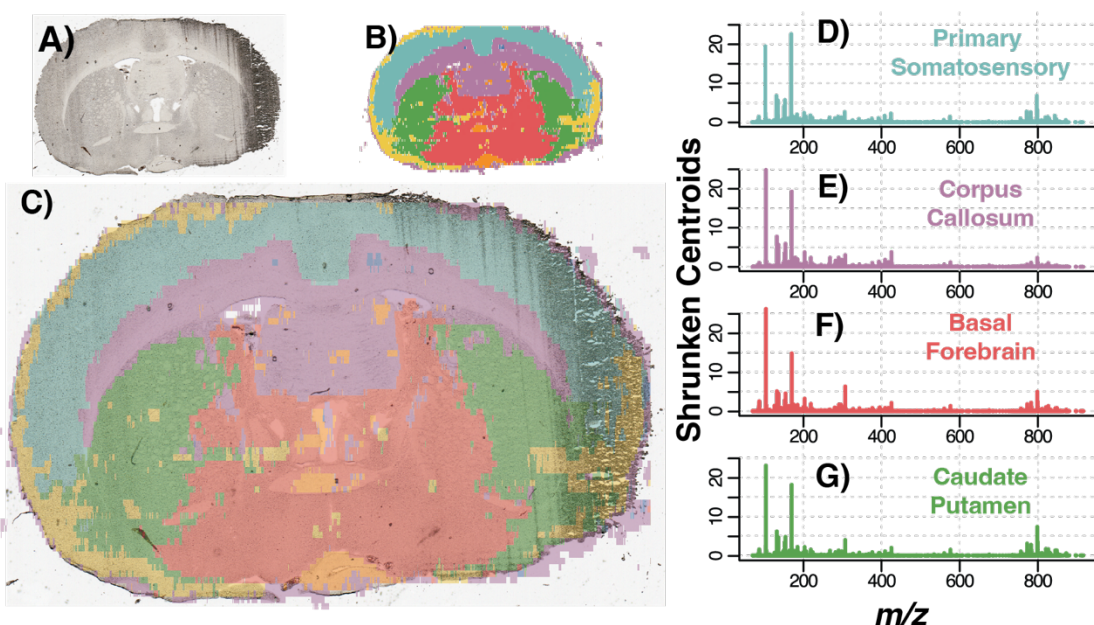 A)
B)
C)
Shrunken Centroids
D)
Primary
Somatosensory
0 10 20
200 400 600 800
E)
Corpus
Callosum
0 10 20
200 400 600 800
F)
Basal
Forebrain
0 10 20
200 400 600 800
G)
Caudate
Putamen
0 10 20
200 400 600 800
m/z